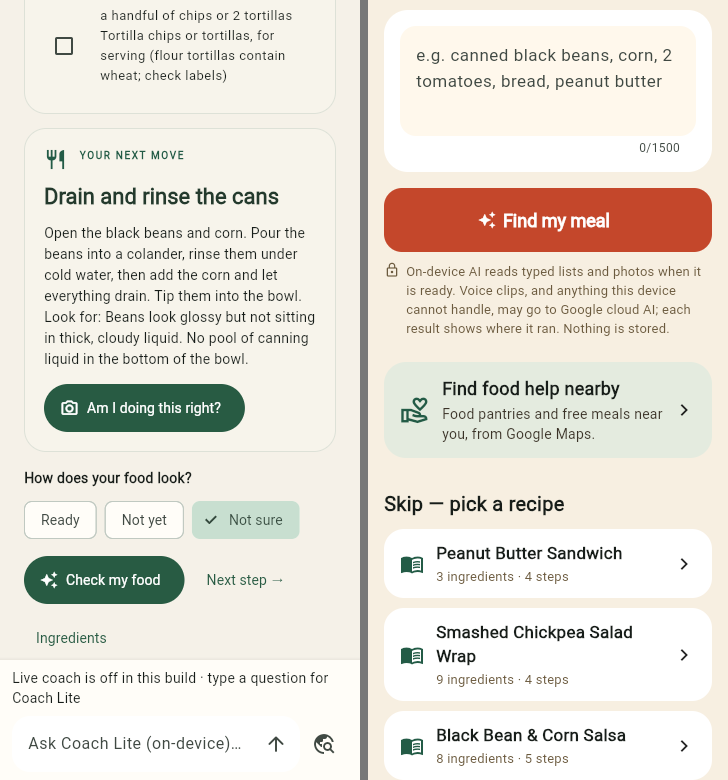 a handful of chips or 2 tortillas
Tortilla chips or tortillas, for
serving (flour tortillas contain
wheat; check labels)
YOUR NEXT MOVE
Drain and rinse the cans
Open the black beans and corn. Pour the
beans into a colander, rinse them under
cold water, then add the corn and let
everything drain. Tip them into the bowl.
Look for: Beans look glossy but not sitting
in thick, cloudy liquid. No pool of canning
liquid in the bottom of the bowl.
Am I doing this right?
How does your food look?
Ready
Not yet
Not sure
Check my food
Next step →
Ingredients
Live coach is off in this build · type a question for
Coach Lite
Ask Coach Lite (on-device)...
e.g. canned black beans, corn, 2
tomatoes, bread, peanut butter
0/1500
Find my meal
On-device AI reads typed lists and photos when it
is ready. Voice clips, and anything this device
cannot handle, may go to Google cloud AI; each
result shows where it ran. Nothing is stored.
Find food help nearby
Food pantries and free meals near
you, from Google Maps.
Skip — pick a recipe
Peanut Butter Sandwich
3 ingredients · 4 steps
Smashed Chickpea Salad
Wrap
9 ingredients · 4 steps
Black Bean & Corn Salsa
8 ingredients · 5 steps